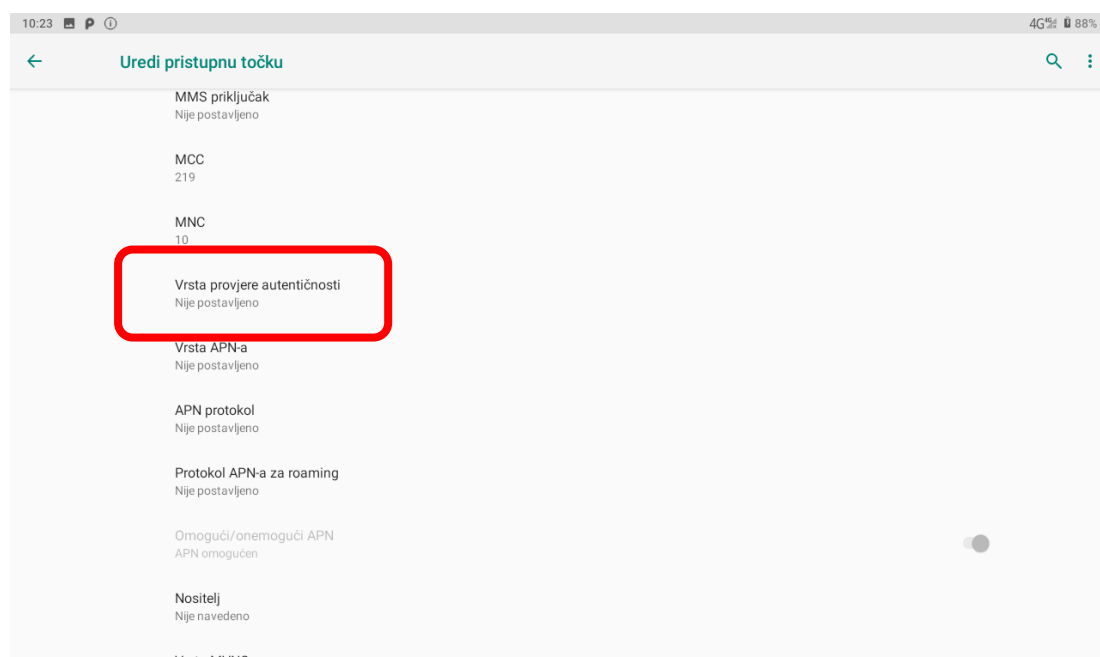 10:23
4G 88%
Uredi pristupnu točku
MMS priključak
Nije postavljeno
MCC
219
MNC
10
Vrsta provjere autentičnosti
Nije postavljeno
Vrsta APN-a
Nije postavljeno
APN protokol
Nije postavljeno
Protokol APN-a za roaming
Nije postavljeno
Omogući/onemogući APN
APN omogućen
Nositelj
Nije navedeno